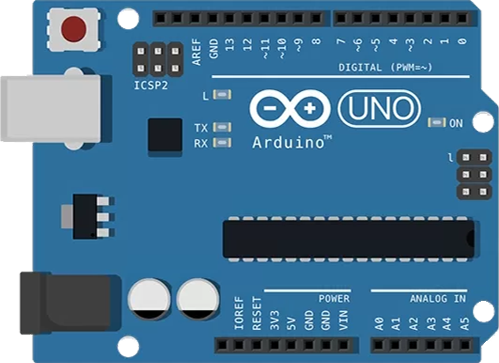 AREF
GND
13
12
~11
~10
~9
8
7
~6
~5
4
~3
2
1
0
DIGITAL (PWM=~)
ICSP2
L
TX
RX
UNO
Arduino™
ON
1
POWER
ANALOG IN
IOREF
RESET
3V3
5V
GND
GND
VIN
A0
A1
A2
A3
A4
A5